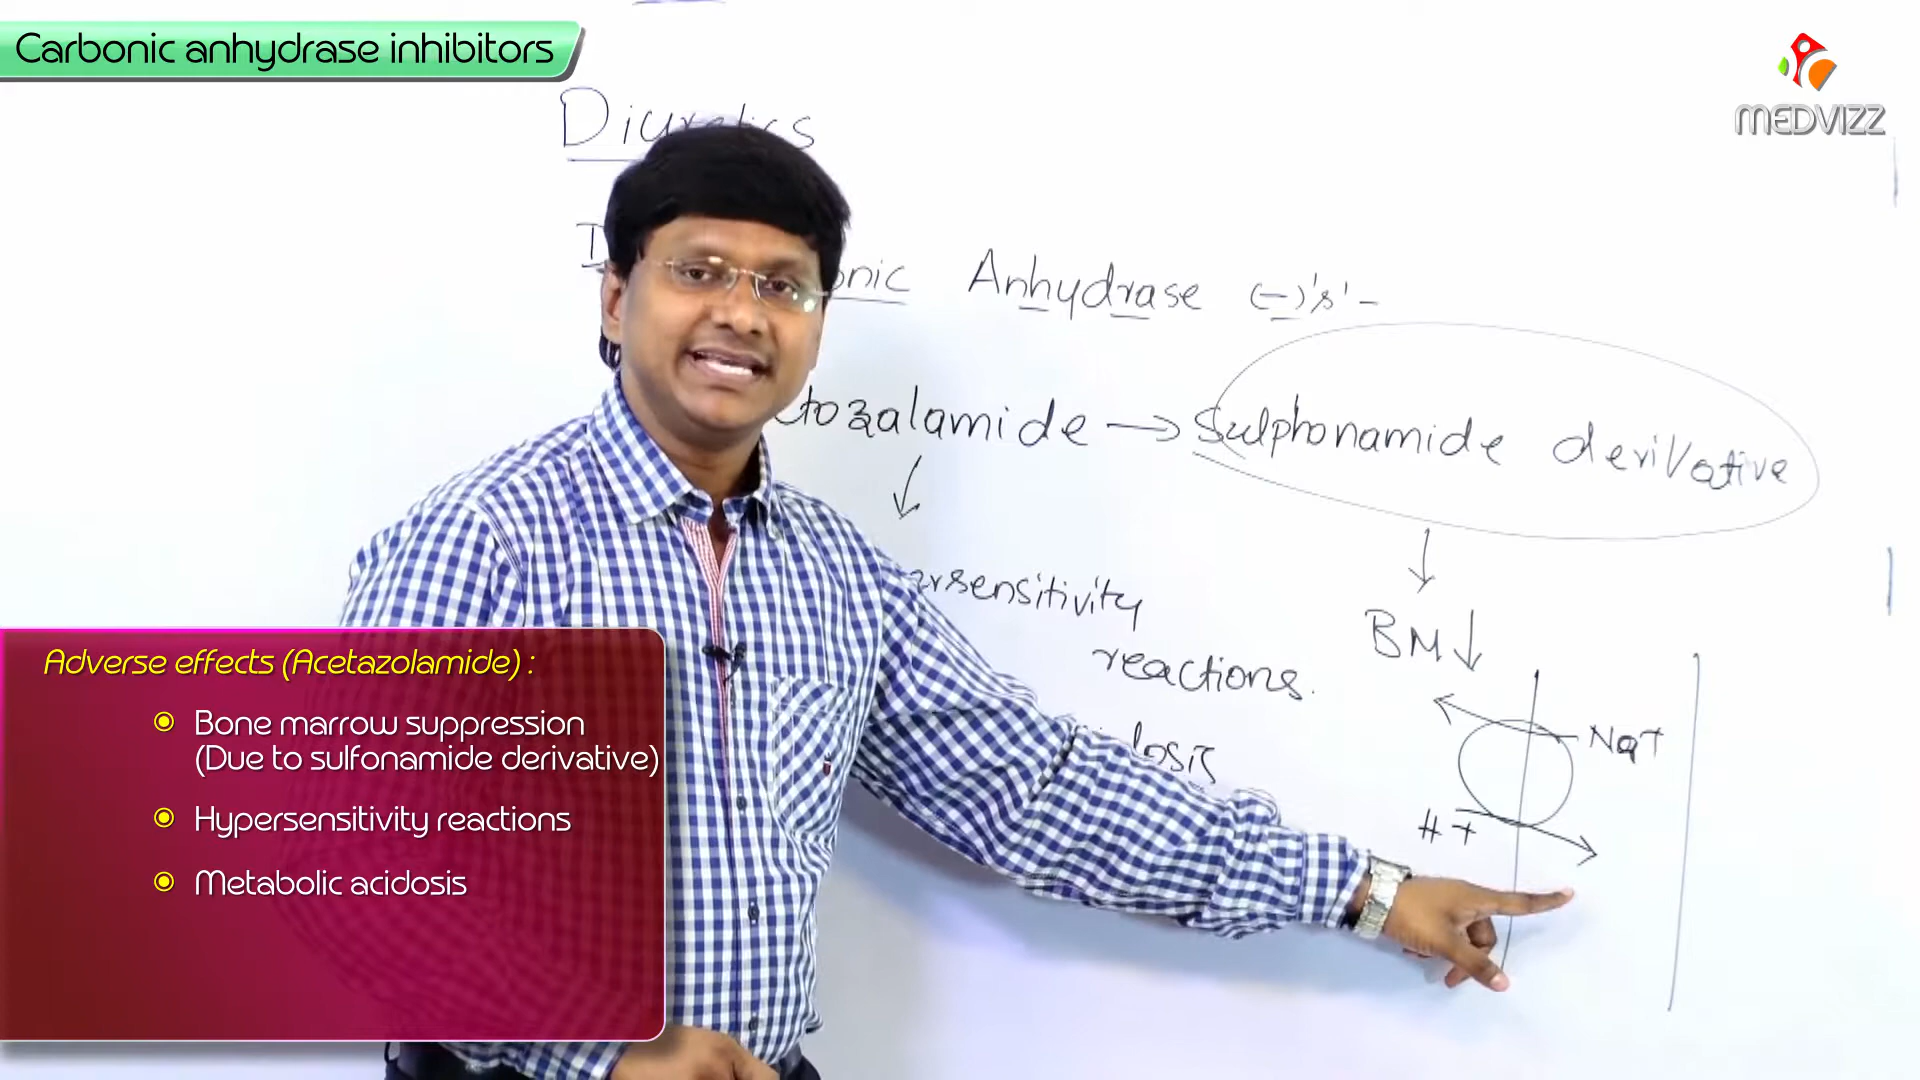 Carbonic anhydrase inhibitors
MEDVIZZ
Anhydrase (-)'s'-
Sulphonamide derivative
BM↓
reactions.
Na+
H+
Adverse effects (Acetazolamide) :
Bone marrow suppression
(Due to sulfonamide derivative)
Hypersensitivity reactions
Metabolic acidosis